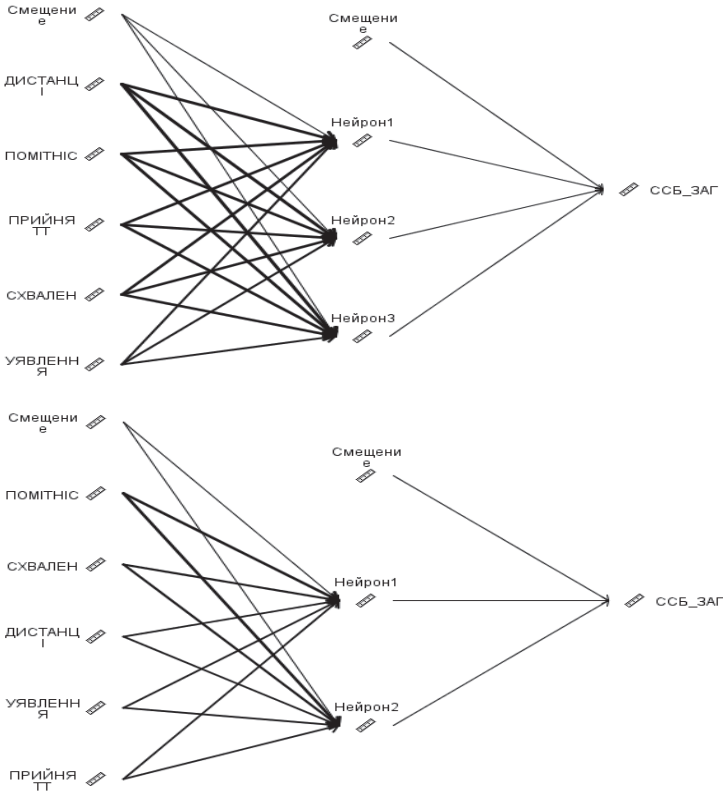 Смещени
е
ДИСТАНЦ
І
ПОМІТНІС
ПРИЙНЯ
ТТ
СХВАЛЕН
УЯВЛЕНН
Я
Смещени
е
Нейрон1
Нейрон2
Нейрон3
ССБ_ЗАГ
Смещени
е
ПОМІТНІС
СХВАЛЕН
ДИСТАНЦ
І
УЯВЛЕНН
Я
ПРИЙНЯ
ТТ
Смещени
е
Нейрон1
Нейрон2
ССБ_ЗАГ